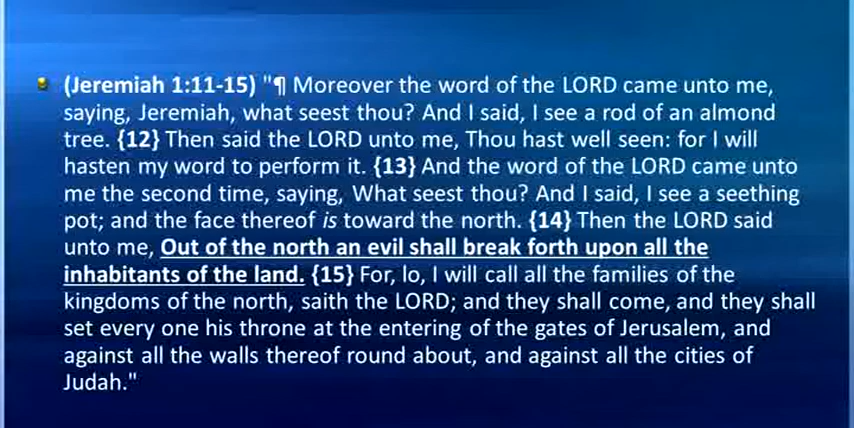 (Jeremiah 1:11-15) "¶ Moreover the word of the LORD came unto me,
saying, Jeremiah, what seest thou? And I said, I see a rod of an almond
tree. {12} Then said the LORD unto me, Thou hast well seen: for I will
hasten my word to perform it. {13} And the word of the LORD came unto
me the second time, saying, What seest thou? And I said, I see a seething
pot; and the face thereof is toward the north. {14} Then the LORD said
unto me, Out of the north an evil shall break forth upon all the
inhabitants of the land. {15} For, lo, I will call all the families of the
kingdoms of the north, saith the LORD; and they shall come, and they shall
set every one his throne at the entering of the gates of Jerusalem, and
against all the walls thereof round about, and against all the cities of
Judah."